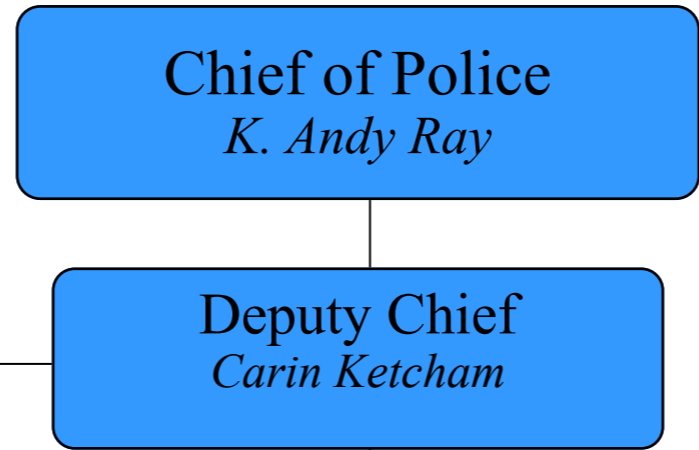 Chief of Police
K. Andy Ray
Deputy Chief
Carin Ketcham